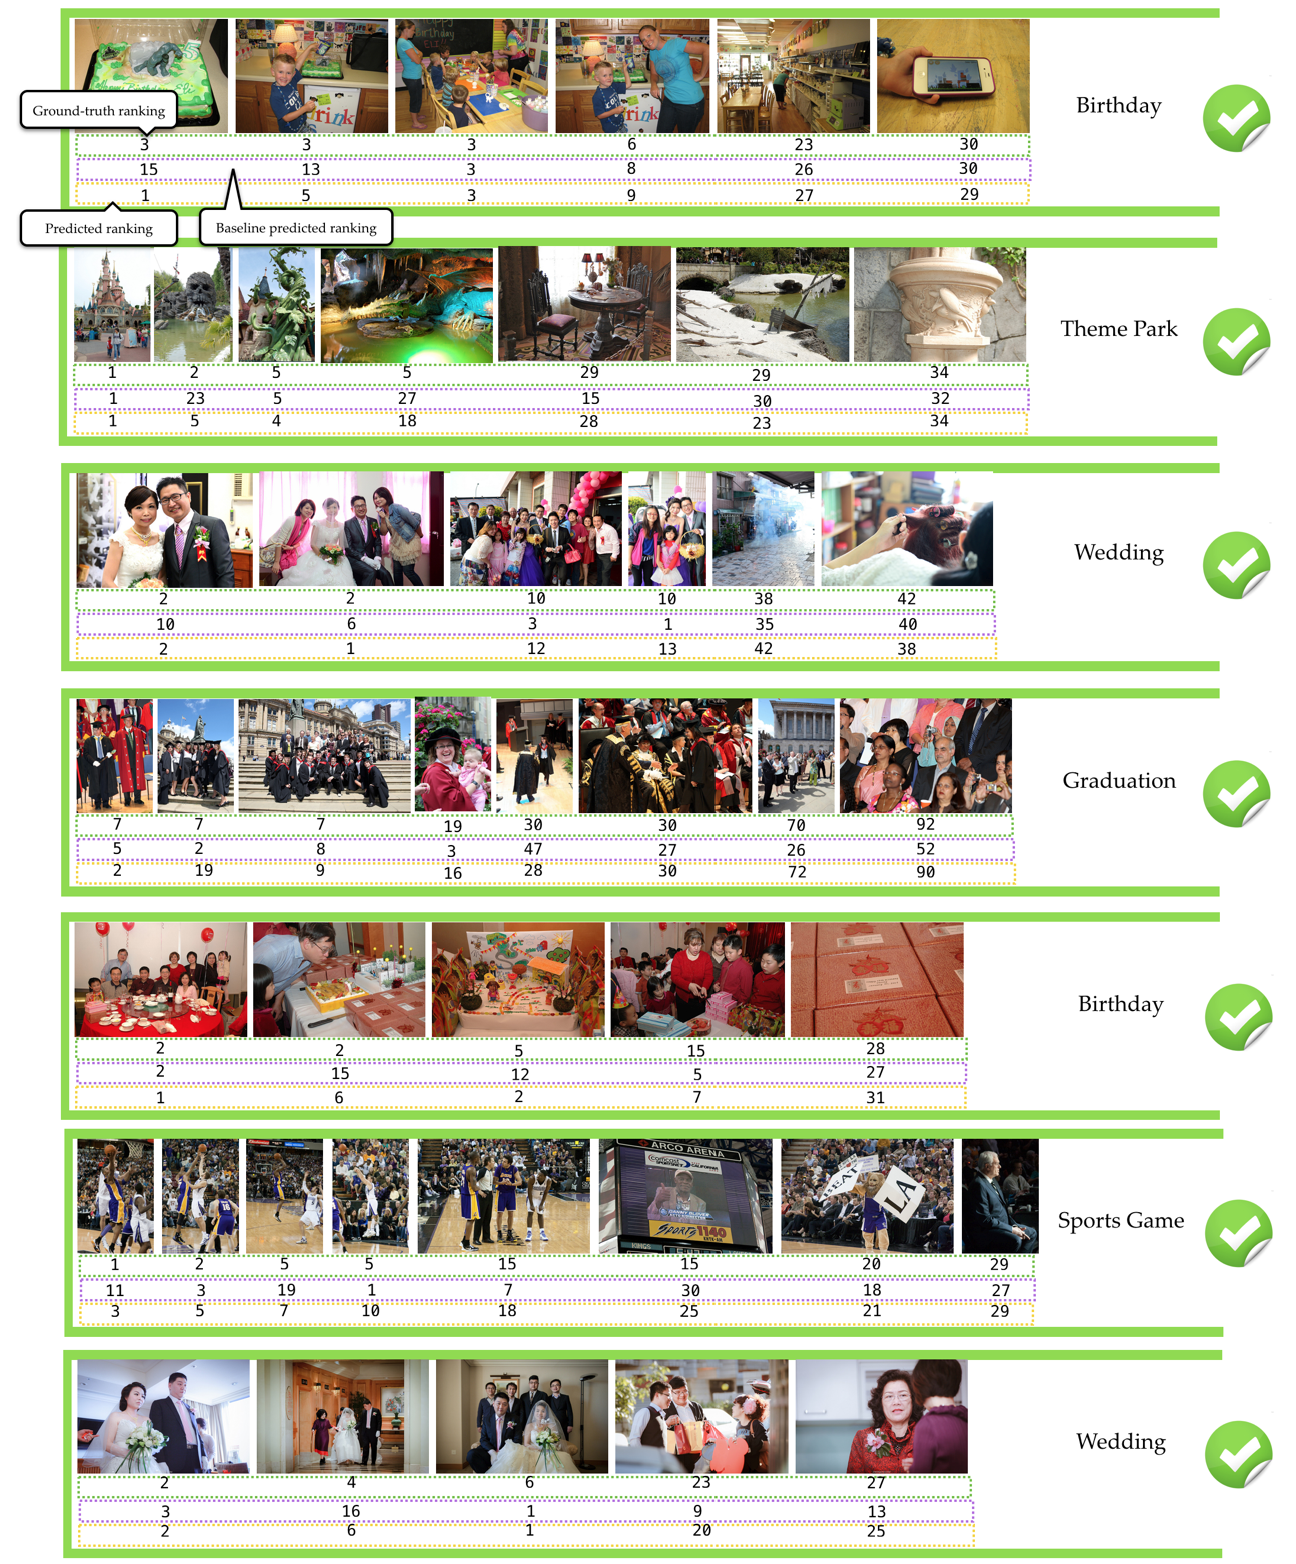 Birthday
Ground-truth ranking
3 3 3 6 23 30
15 13 3 8 26 30
1 5 3 9 27 29
Predicted ranking
Baseline predicted ranking
Theme Park
1 2 5 5 29 29 34
1 23 5 27 15 30 32
1 5 4 18 28 23 34
Wedding
2 2 10 10 38 42
10 6 3 1 35 40
2 1 12 13 42 38
Graduation
7 7 7 19 30 30 70 92
5 2 8 3 47 27 26 52
2 19 9 16 28 30 72 90
Birthday
2 2 5 15 28
2 15 12 5 27
1 6 2 7 31
ARCO ARENA
comcast
CALIFORNIA
SPORTS 1140
KINGS
BEAT
LA
Sports Game
1 2 5 5 15 15 20 29
11 3 19 1 7 30 18 27
3 5 7 10 18 25 21 29
Wedding
2 4 6 23 27
3 16 1 9 13
2 6 1 20 25